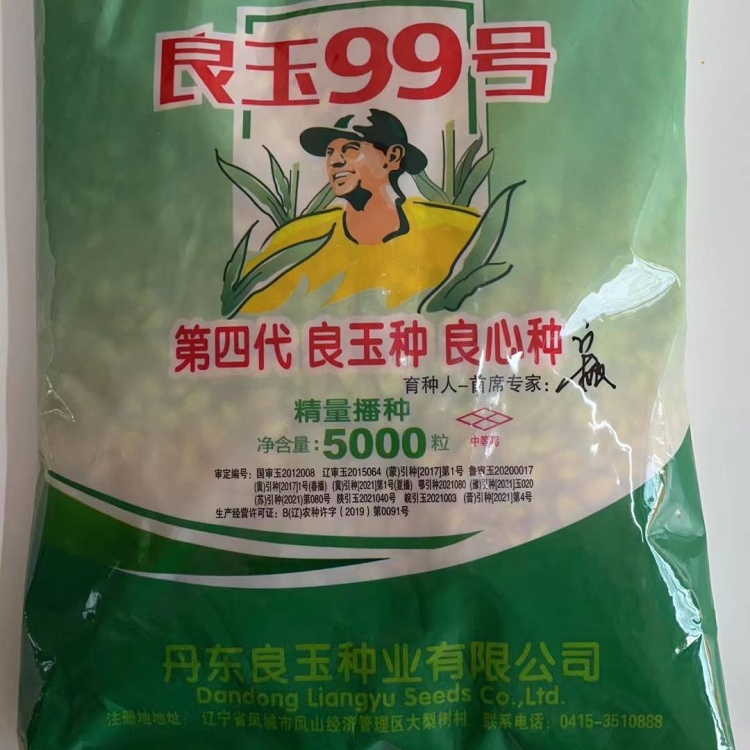 良玉99号
第四代 良玉种 良心种
育种人-首席专家:
精量播种
净含量: 5000 粒
审定编号: 国审玉2012008 辽审玉2015064 (蒙)引种[2017]第1号 鲁审玉20200017
(冀)引种[2017]1号(春播) (冀)引种[2021]第1号(夏播) 鄂引种2021080 (豫)引种[2021]玉020
(苏)引种(2021)第080号 陕引玉2021040号 皖引玉2021003 (晋)引种[2021]第4号
生产经营许可证: B(辽)农种许字(2019)第0091号
丹东良玉种业有限公司
Dandong Liangyu Seeds Co.,Ltd.
注册地地址: 辽宁省凤城市凤山经济管理区大梨树村 联系电话: 0415-3510888